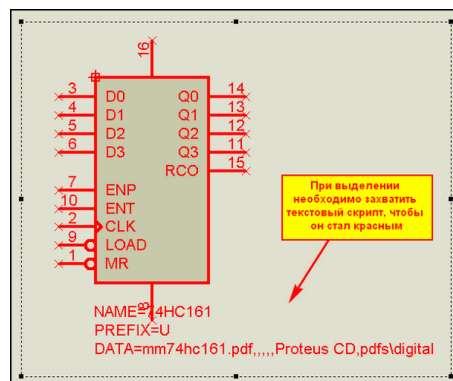 16
3 D0 Q0 14
4 D1 Q1 13
5 D2 Q2 12
6 D3 Q3 11
RCO 15
7 ENP
10 ENT
2 CLK
9 LOAD
1 MR
8
При выделении
необходимо захватить
текстовый скрипт, чтобы
он стал красным
NAME=74HC161
PREFIX=U
DATA=mm74hc161.pdf,,,,,Proteus CD,pdfs\digital